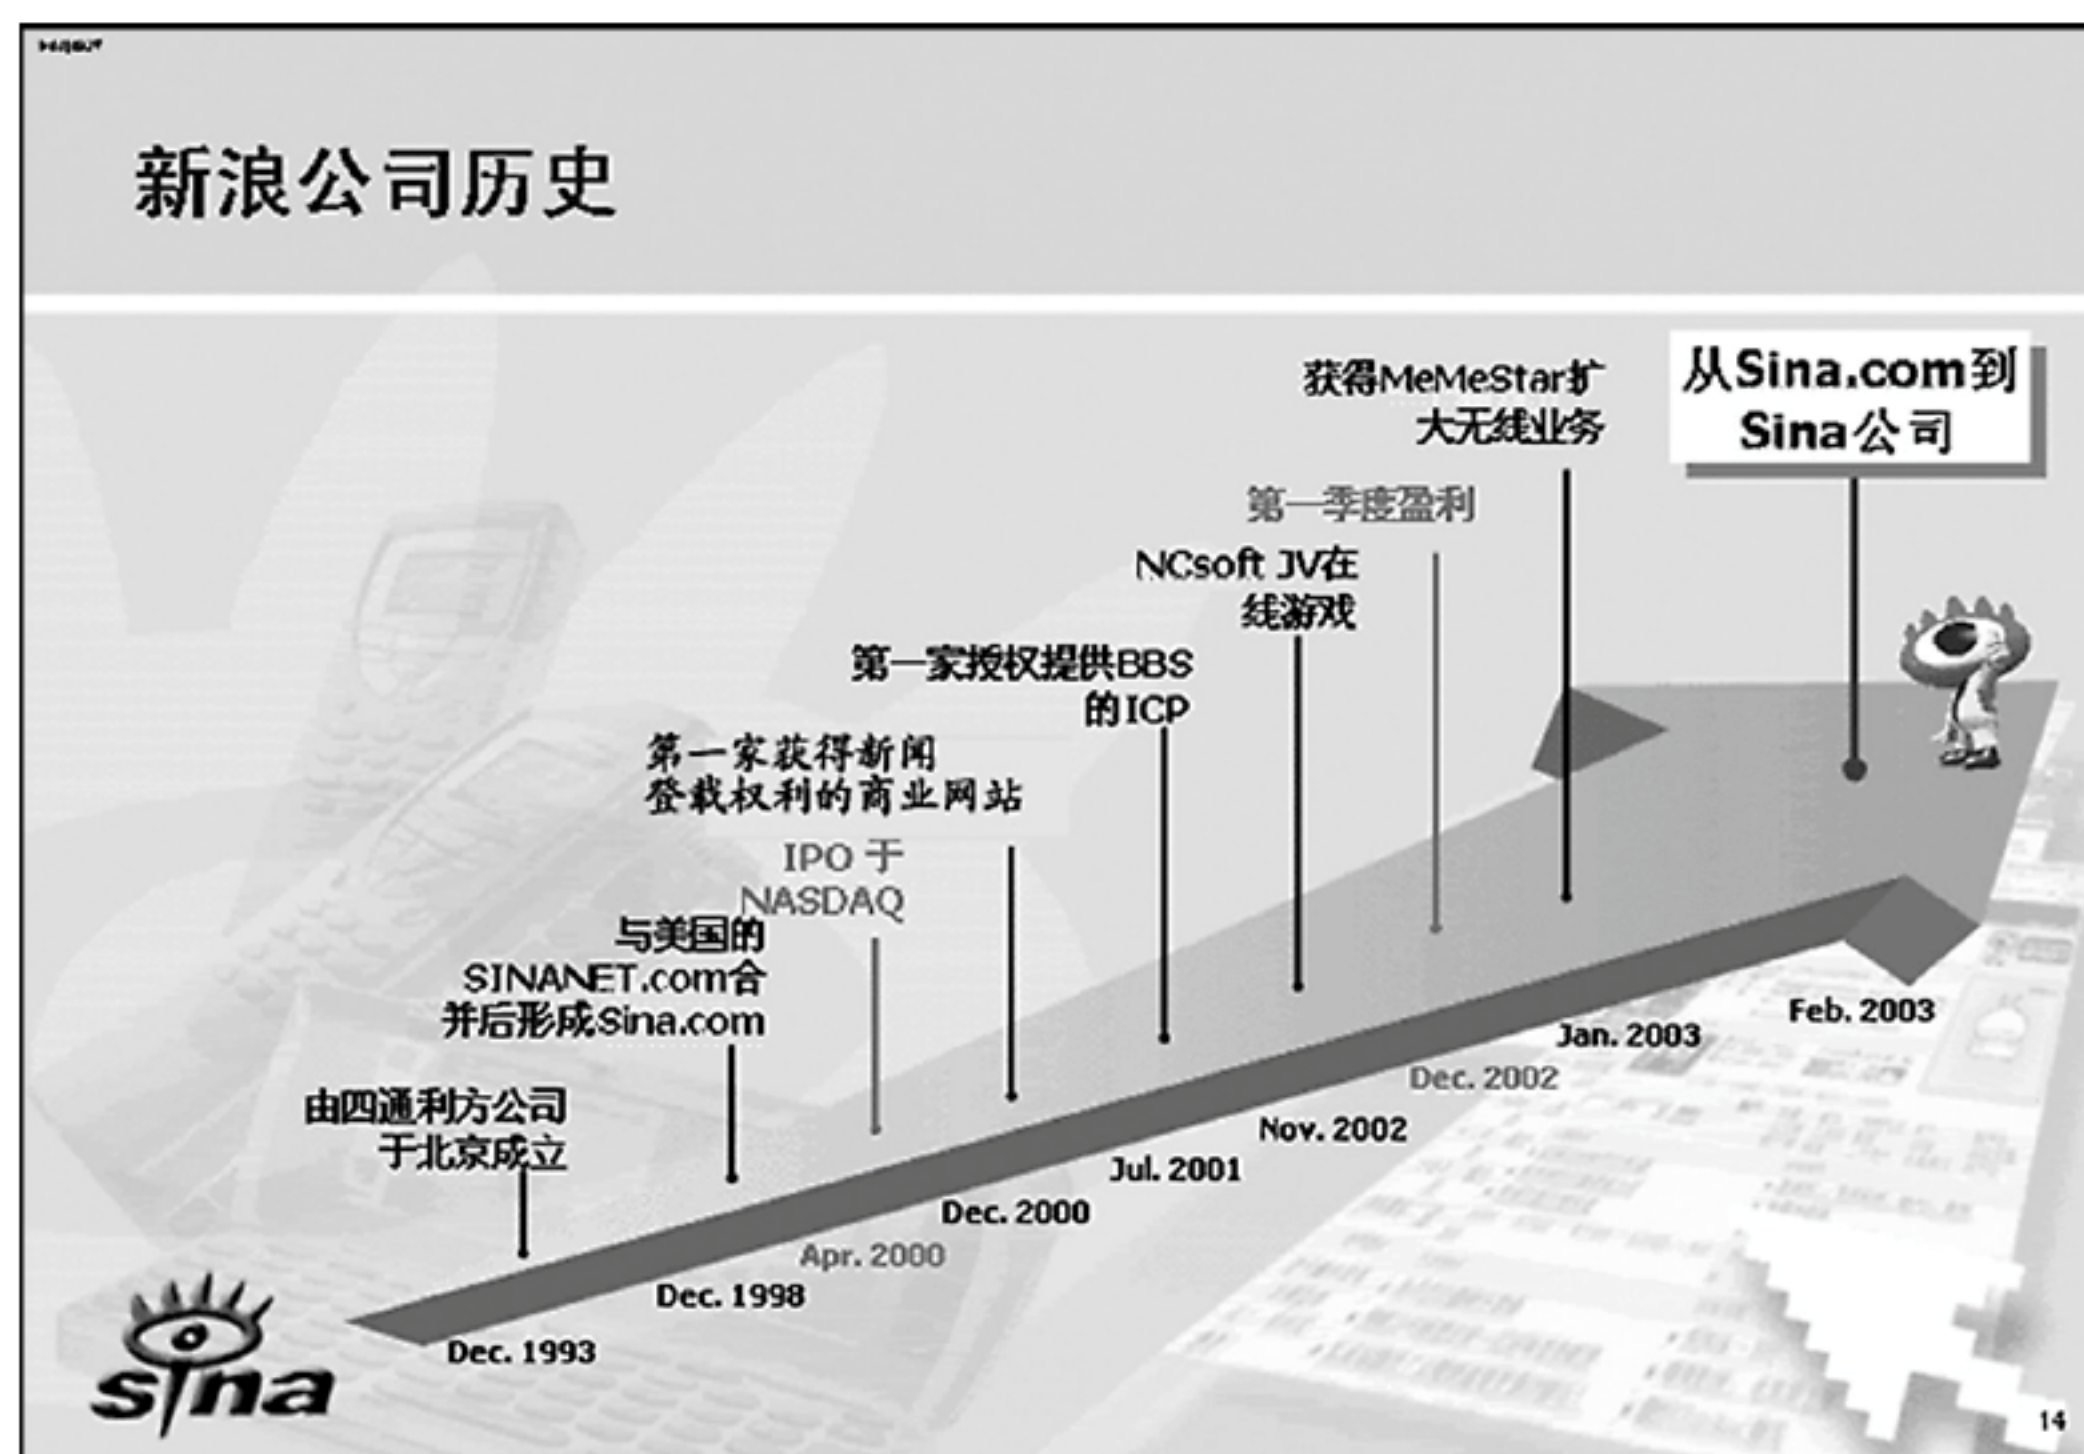 新浪公司历史
从Sina.com到
Sina公司
获得MeMeStar扩
大无线业务
第一季度盈利
NCsoft JV在
线游戏
第一家授权提供BBS
的ICP
第一家获得新闻
登载权利的商业网站
IPO 于
NASDAQ
与美国的
SINANET.com合
并后形成Sina.com
由四通利方公司
于北京成立
Dec. 1993
Dec. 1998
Apr. 2000
Dec. 2000
Jul. 2001
Nov. 2002
Dec. 2002
Jan. 2003
Feb. 2003
sina
14